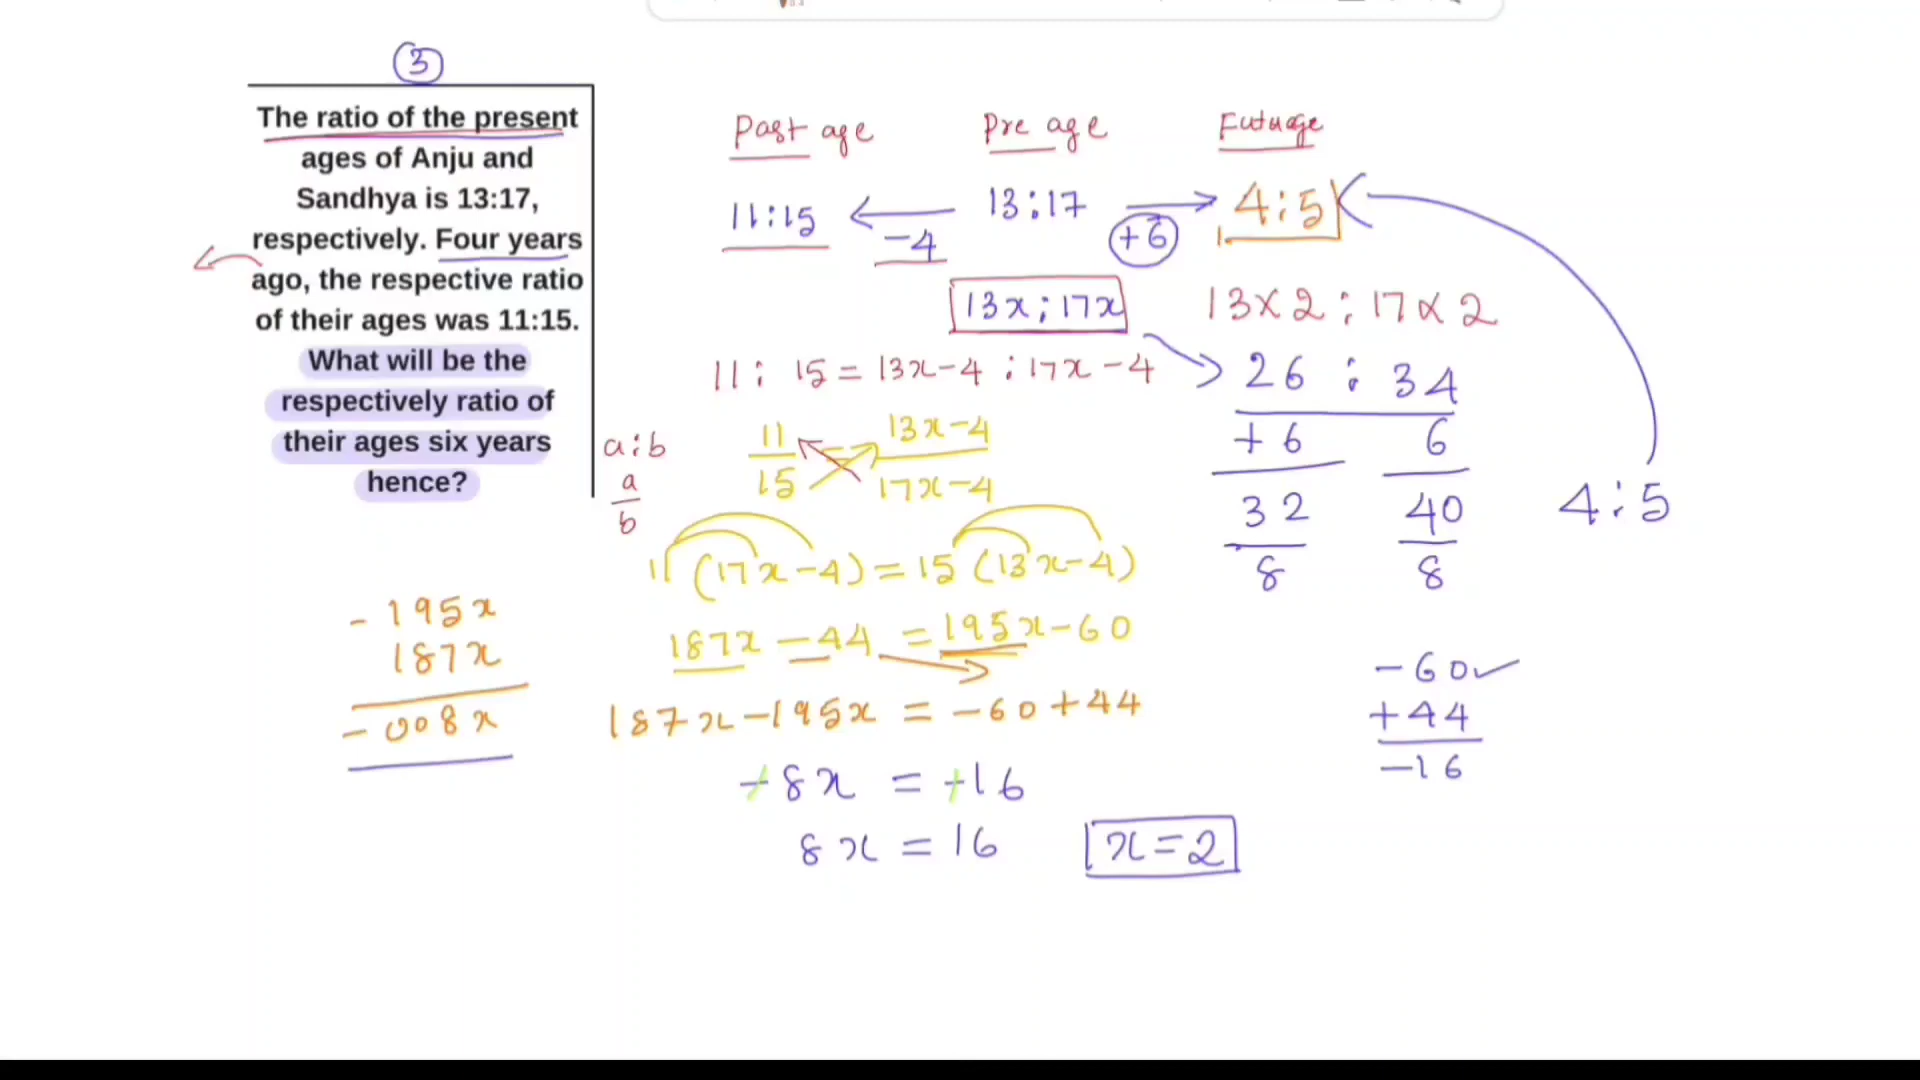 3
The ratio of the present
ages of Anju and
Sandhya is 13:17,
respectively. Four years
ago, the respective ratio
of their ages was 11:15.
What will be the
respectively ratio of
their ages six years
hence?
Past age Pre age Futuage
11:15 -4 13:17 +6 4:5
13x:17x 13×2:17×2
11: 15 = 13x-4 : 17x-4
26 : 34
+6 6
32 40 4:5
8 8
a:b
a
b
11 = 13x-4
15 17x-4
11(17x-4) = 15(13x-4)
187x - 44 = 195x-60
187x-195x = -60+44
-8x = -16
8x = 16 x=2
-195x
187x
-008x
-60
+44
-16